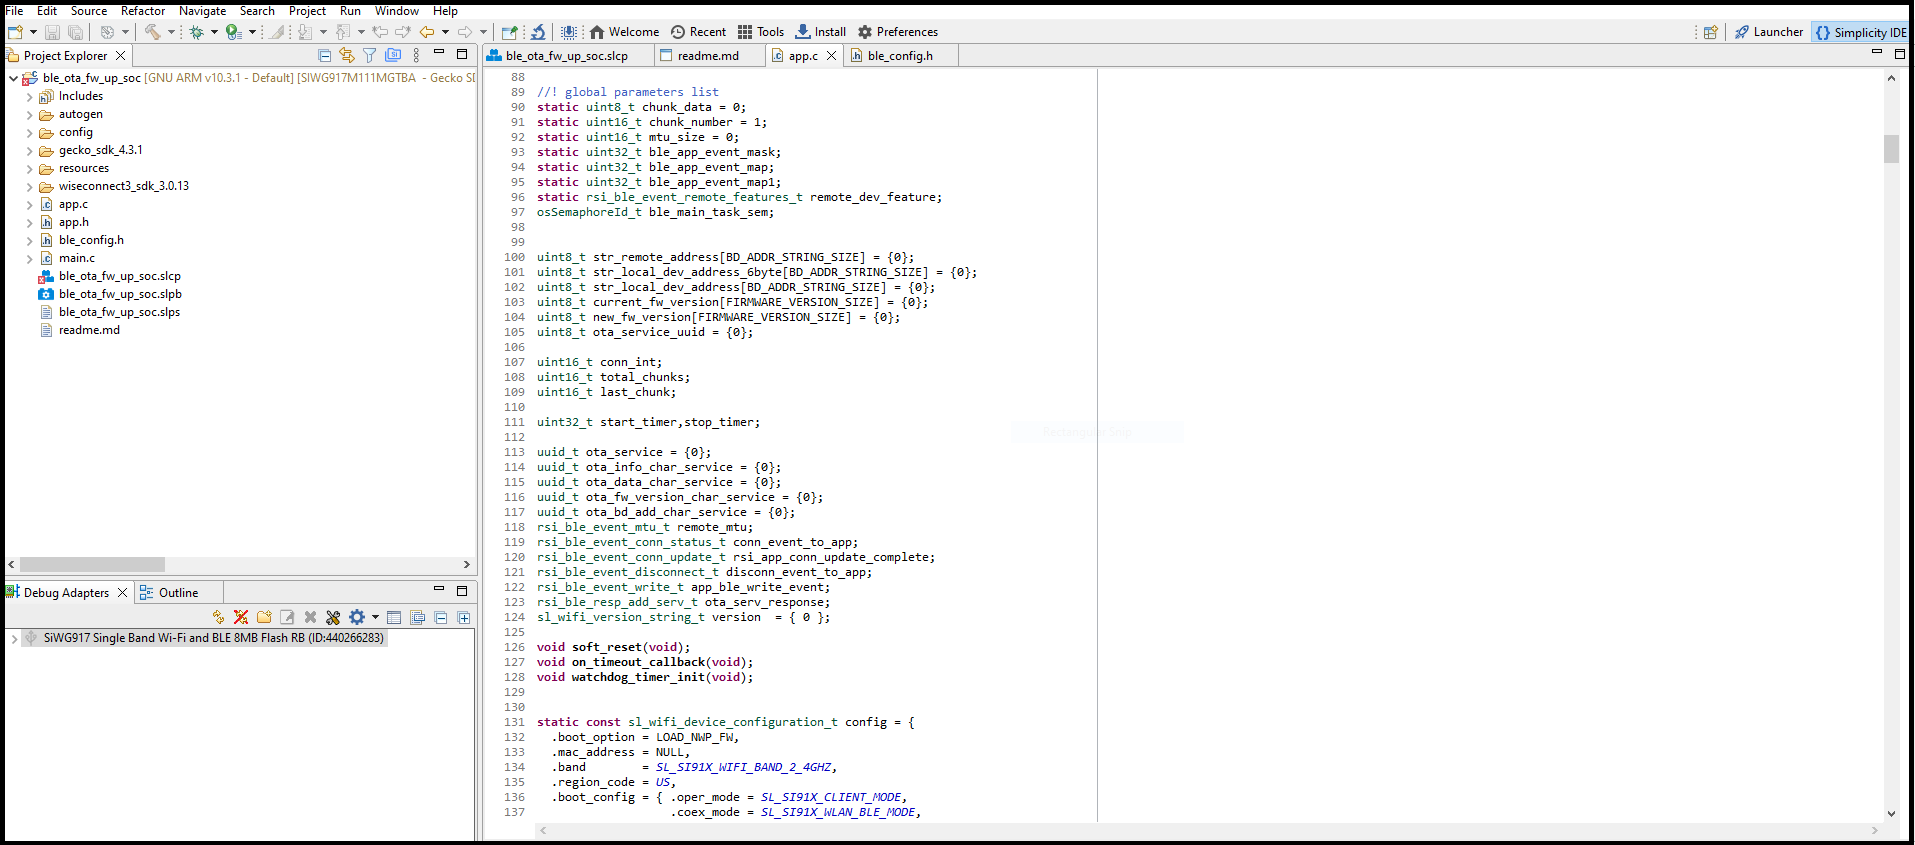 File Edit Source Refactor Navigate Search Project Run Window Help
Welcome Recent Tools Install Preferences Launcher Simplicity IDE
Project Explorer
ble_ota_fw_up_soc [GNU ARM v10.3.1 - Default] [SIWG917M111MGTBA - Gecko SI
Includes
autogen
config
gecko_sdk_4.3.1
resources
wiseconnect3_sdk_3.0.13
app.c
app.h
ble_config.h
main.c
ble_ota_fw_up_soc.slcp
ble_ota_fw_up_soc.slpb
ble_ota_fw_up_soc.slps
readme.md
Debug Adapters Outline
SiWG917 Single Band Wi-Fi and BLE 8MB Flash RB (ID:440266283)
ble_ota_fw_up_soc.slcp readme.md app.c ble_config.h
88
89 //! global parameters list
90 static uint8_t chunk_data = 0;
91 static uint16_t chunk_number = 1;
92 static uint16_t mtu_size = 0;
93 static uint32_t ble_app_event_mask;
94 static uint32_t ble_app_event_map;
95 static uint32_t ble_app_event_map1;
96 static rsi_ble_event_remote_features_t remote_dev_feature;
97 osSemaphoreId_t ble_main_task_sem;
98
99
100 uint8_t str_remote_address[BD_ADDR_STRING_SIZE] = {0};
101 uint8_t str_local_dev_address_6byte[BD_ADDR_STRING_SIZE] = {0};
102 uint8_t str_local_dev_address[BD_ADDR_STRING_SIZE] = {0};
103 uint8_t current_fw_version[FIRMWARE_VERSION_SIZE] = {0};
104 uint8_t new_fw_version[FIRMWARE_VERSION_SIZE] = {0};
105 uint8_t ota_service_uuid = {0};
106
107 uint16_t conn_int;
108 uint16_t total_chunks;
109 uint16_t last_chunk;
110
111 uint32_t start_timer,stop_timer;
112
113 uuid_t ota_service = {0};
114 uuid_t ota_info_char_service = {0};
115 uuid_t ota_data_char_service = {0};
116 uuid_t ota_fw_version_char_service = {0};
117 uuid_t ota_bd_add_char_service = {0};
118 rsi_ble_event_mtu_t remote_mtu;
119 rsi_ble_event_conn_status_t conn_event_to_app;
120 rsi_ble_event_conn_update_t rsi_app_conn_update_complete;
121 rsi_ble_event_disconnect_t disconn_event_to_app;
122 rsi_ble_event_write_t app_ble_write_event;
123 rsi_ble_resp_add_serv_t ota_serv_response;
124 sl_wifi_version_string_t version = { 0 };
125
126 void soft_reset(void);
127 void on_timeout_callback(void);
128 void watchdog_timer_init(void);
129
130
131 static const sl_wifi_device_configuration_t config = {
132 .boot_option = LOAD_NWP_FW,
133 .mac_address = NULL,
134 .band = SL_SI91X_WIFI_BAND_2_4GHZ,
135 .region_code = US,
136 .boot_config = { .oper_mode = SL_SI91X_CLIENT_MODE,
137 .coex_mode = SL_SI91X_WLAN_BLE_MODE,